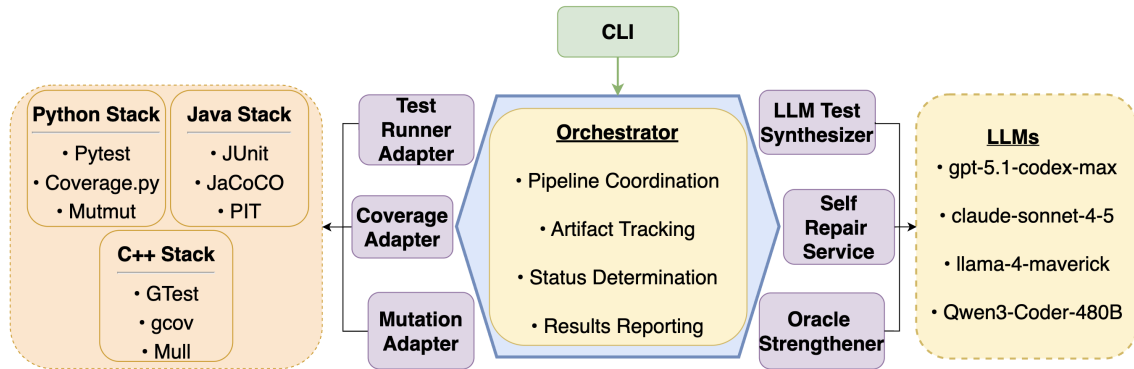 CLI
Python Stack
• Pytest
• Coverage.py
• Mutmut
Java Stack
• JUnit
• JaCoCO
• PIT
C++ Stack
• GTest
• gcov
• Mull
Test
Runner
Adapter
Coverage
Adapter
Mutation
Adapter
Orchestrator
• Pipeline Coordination
• Artifact Tracking
• Status Determination
• Results Reporting
LLM Test
Synthesizer
Self
Repair
Service
Oracle
Strengthener
LLMs
• gpt-5.1-codex-max
• claude-sonnet-4-5
• llama-4-maverick
• Qwen3-Coder-480B